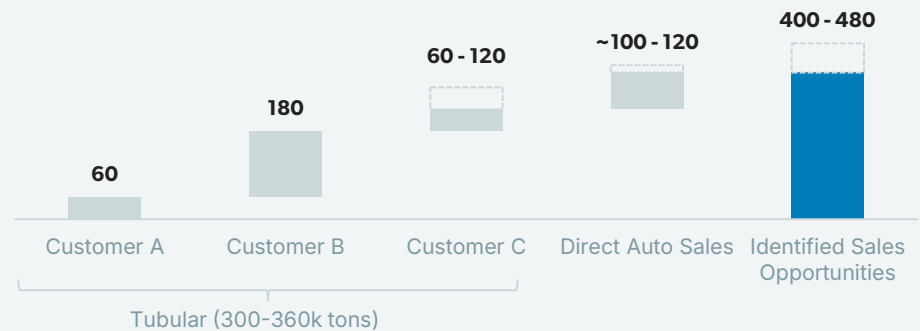 400 - 480
~100 - 120
60 - 120
180
60
Customer A
Customer B
Customer C
Direct Auto Sales
Identified Sales
Opportunities
Tubular (300-360k tons)